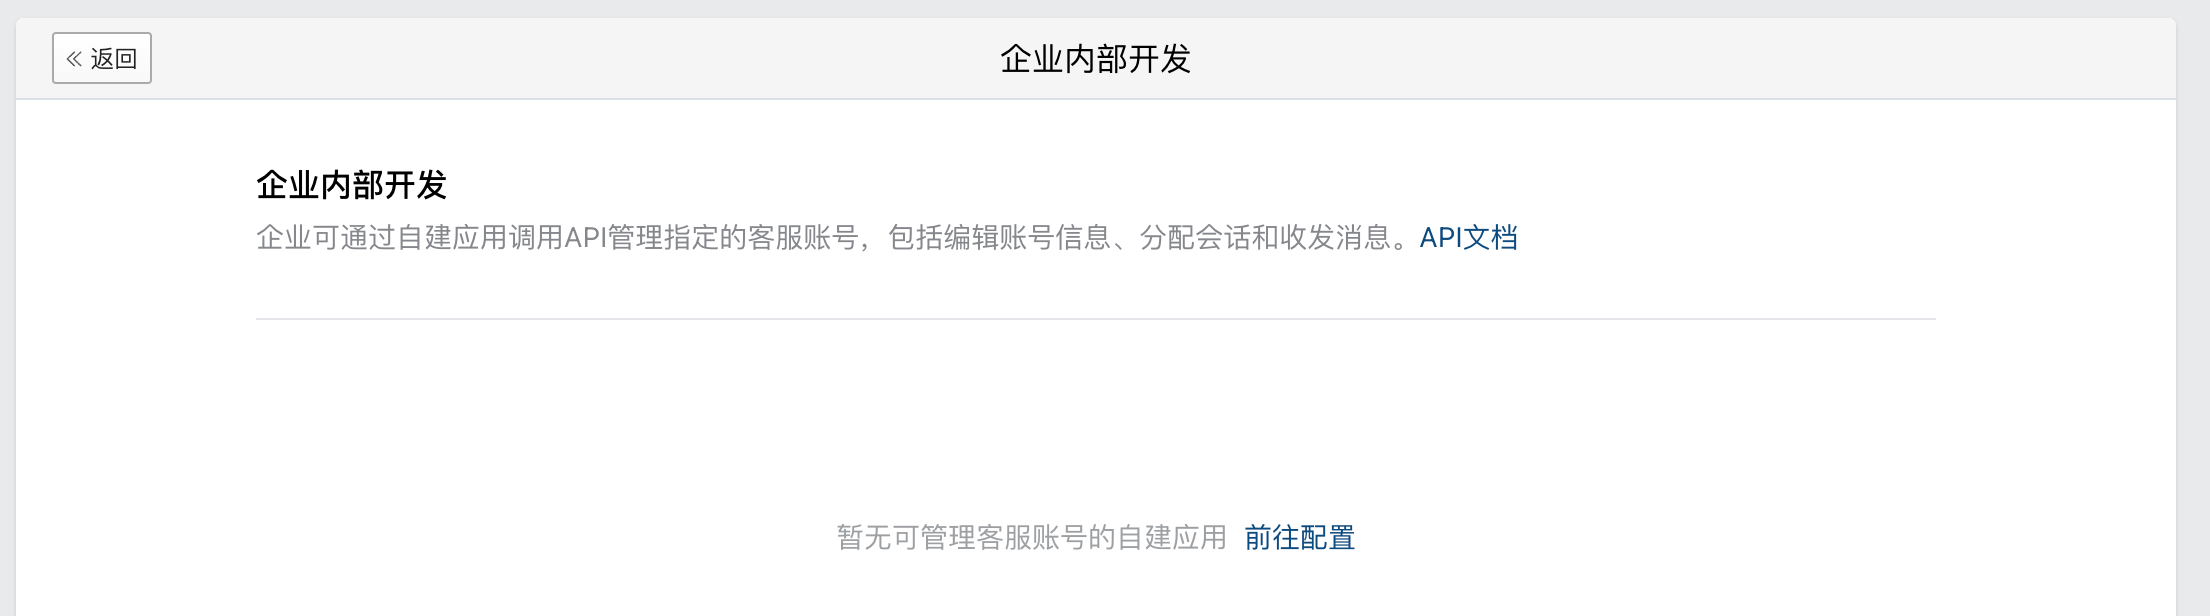 返回
企业内部开发
企业内部开发
企业可通过自建应用调用API管理指定的客服账号，包括编辑账号信息、分配会话和收发消息。API文档
暂无可管理客服账号的自建应用 前往配置